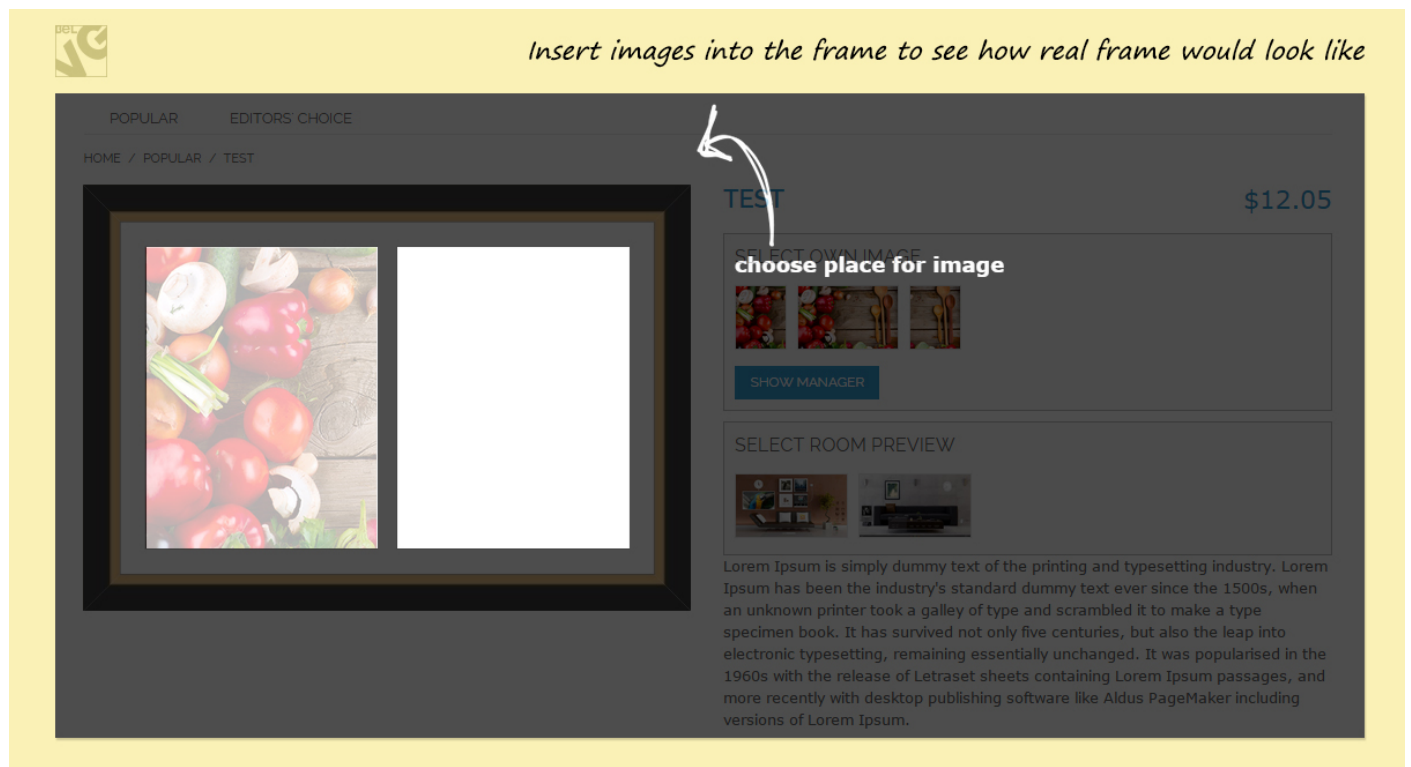 Jet
VG
Insert images into the frame to see how real frame would look like
POPULAR EDITORS' CHOICE
HOME / POPULAR / TEST
TEST $12.05
SELECT OWN IMAGE
choose place for image
SHOW MANAGER
SELECT ROOM PREVIEW
Lorem Ipsum is simply dummy text of the printing and typesetting industry. Lorem
Ipsum has been the industry's standard dummy text ever since the 1500s, when
an unknown printer took a galley of type and scrambled it to make a type
specimen book. It has survived not only five centuries, but also the leap into
electronic typesetting, remaining essentially unchanged. It was popularised in the
1960s with the release of Letraset sheets containing Lorem Ipsum passages, and
more recently with desktop publishing software like Aldus PageMaker including
versions of Lorem Ipsum.